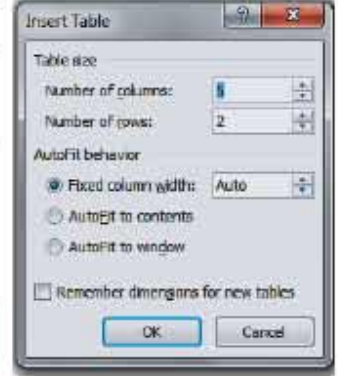 Insert Table
Table size
Number of columns: 5
Number of rows: 2
AutoFit behavior
Fixed column width: Auto
AutoFit to contents
AutoFit to window
Remember dimensions for new tables
OK Cancel